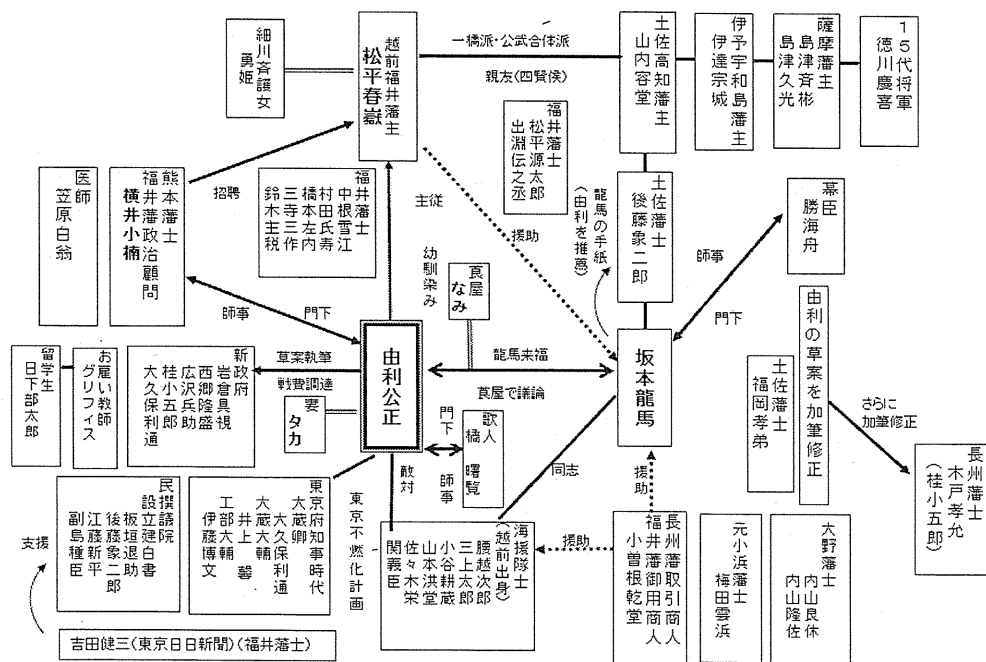 細川斉護女
勇姫
越前福井藩主
松平春嶽
一橋派・公武合体派
親友(四賢侯)
土佐高知藩主
山内容堂
伊予宇和島藩主
伊達宗城
薩摩藩主
島津斉彬
島津久光
15代将軍
徳川慶喜
福井藩士
松平源太郎
出淵伝之丞
医師
笠原白翁
熊本藩士
福井藩政治顧問
横井小楠
招聘
福井藩士
中根雪江
村田氏寿
橋本左内
三寺三作
鈴木主税
主従
援助
龍馬の手紙
(由利を推薦)
土佐藩士
後藤象二郎
幕臣
勝海舟
師事
門下
師事
門下
幼馴染み
莨屋
なみ
由利公正
龍馬来福
莨屋で議論
坂本龍馬
由利の草案を加筆修正
土佐藩士
福岡孝弟
さらに
加筆修正
長州藩士
木戸孝允
(桂小五郎)
留学生
日下部太郎
お雇い教師
グリフィス
新政府
岩倉具視
西郷隆盛
広沢兵助
桂小五郎
大久保利通
草案執筆
戦費調達
妻
タカ
門下
師事
歌人
橘 曙覧
同志
援助
敵対
民撰議院
設立建白書
板垣退助
後藤象二郎
江藤新平
副島種臣
支援
東京府知事時代
大蔵卿
大久保利通
大蔵大輔
井上 馨
工部大輔
伊藤博文
東京不燃化計画
海援隊士
(越前出身)
腰越次郎
三上太郎
小谷耕蔵
山本洪堂
佐々木栄
関義臣
援助
長州藩取引商人
福井藩御用商人
小曽根乾堂
元小浜藩士
梅田雲浜
大野藩士
内山良休
内山隆佐
吉田健三(東京日日新聞)(福井藩士)